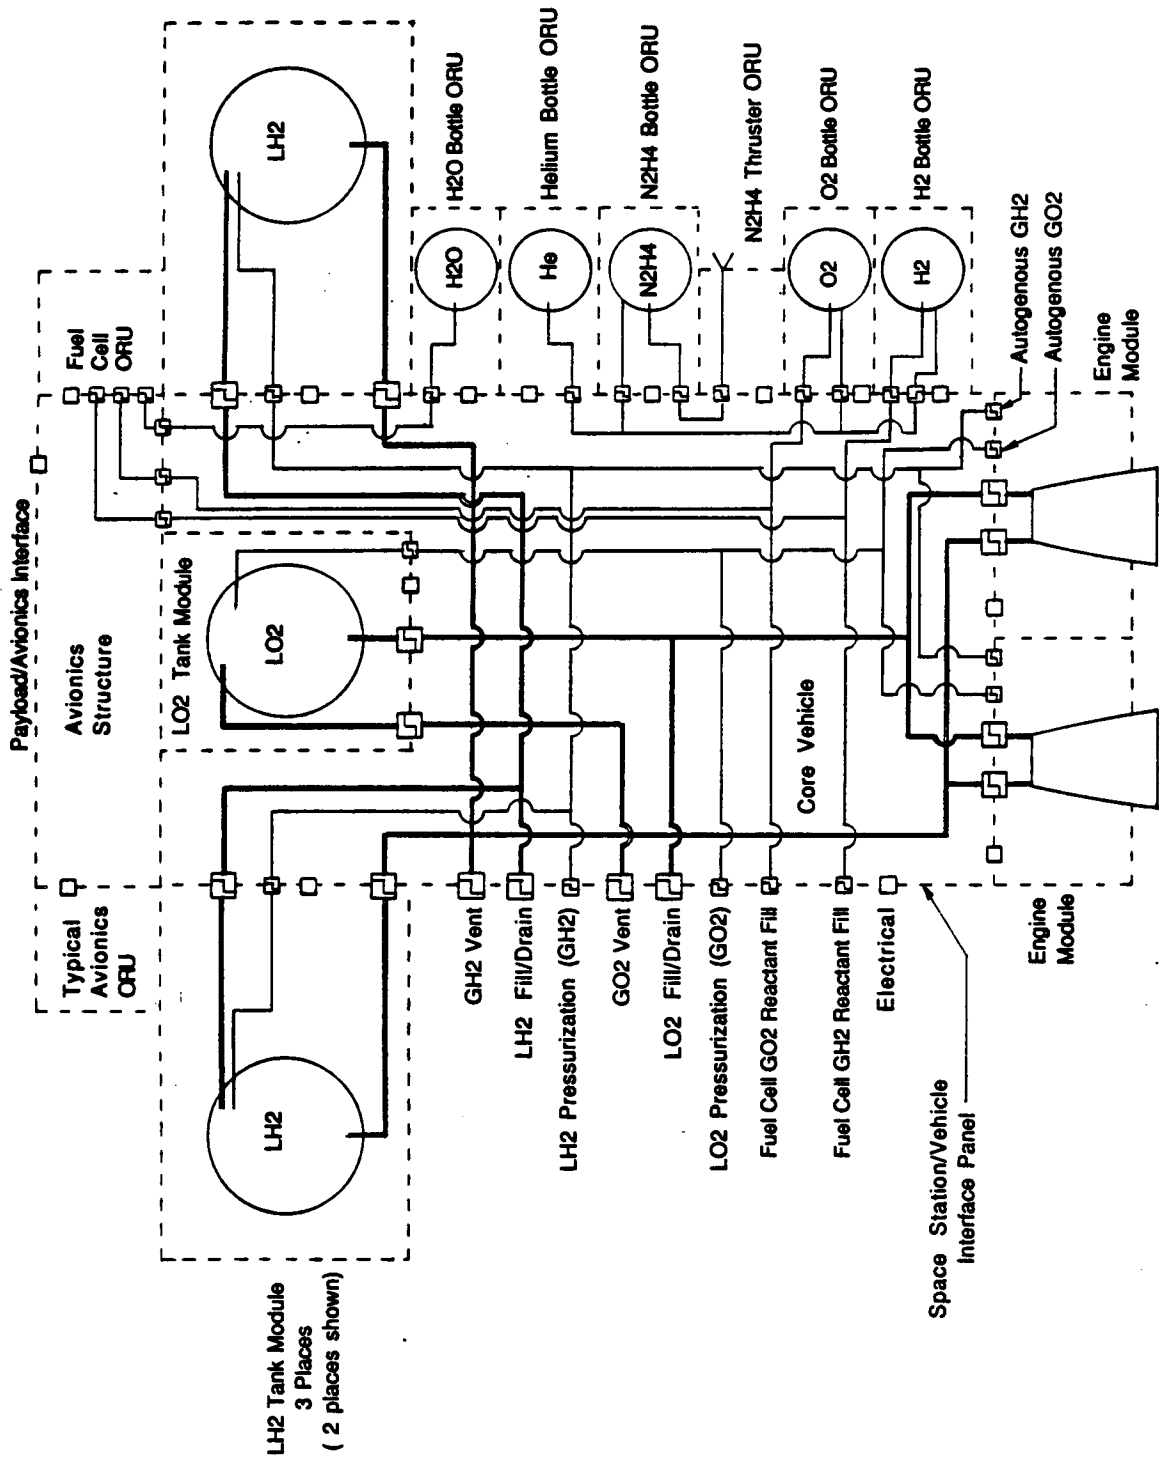 Payload/Avionics Interface
Typical
Avionics
ORU
Avionics
Structure
Fuel
Cell
ORU
LH2 Tank Module
3 Places
( 2 places shown)
LH2
LO2 Tank Module
LO2
LH2
H2O
H2O Bottle ORU
He
Helium Bottle ORU
N2H4
N2H4 Bottle ORU
N2H4 Thruster ORU
O2
O2 Bottle ORU
H2
H2 Bottle ORU
GH2 Vent
LH2 Fill/Drain
LH2 Pressurization (GH2)
GO2 Vent
LO2 Fill/Drain
LO2 Pressurization (GO2)
Fuel Cell GO2 Reactant Fill
Fuel Cell GH2 Reactant Fill
Electrical
Core Vehicle
Space Station/Vehicle
Interface Panel
Autogenous GH2
Autogenous GO2
Engine
Module
Engine
Module